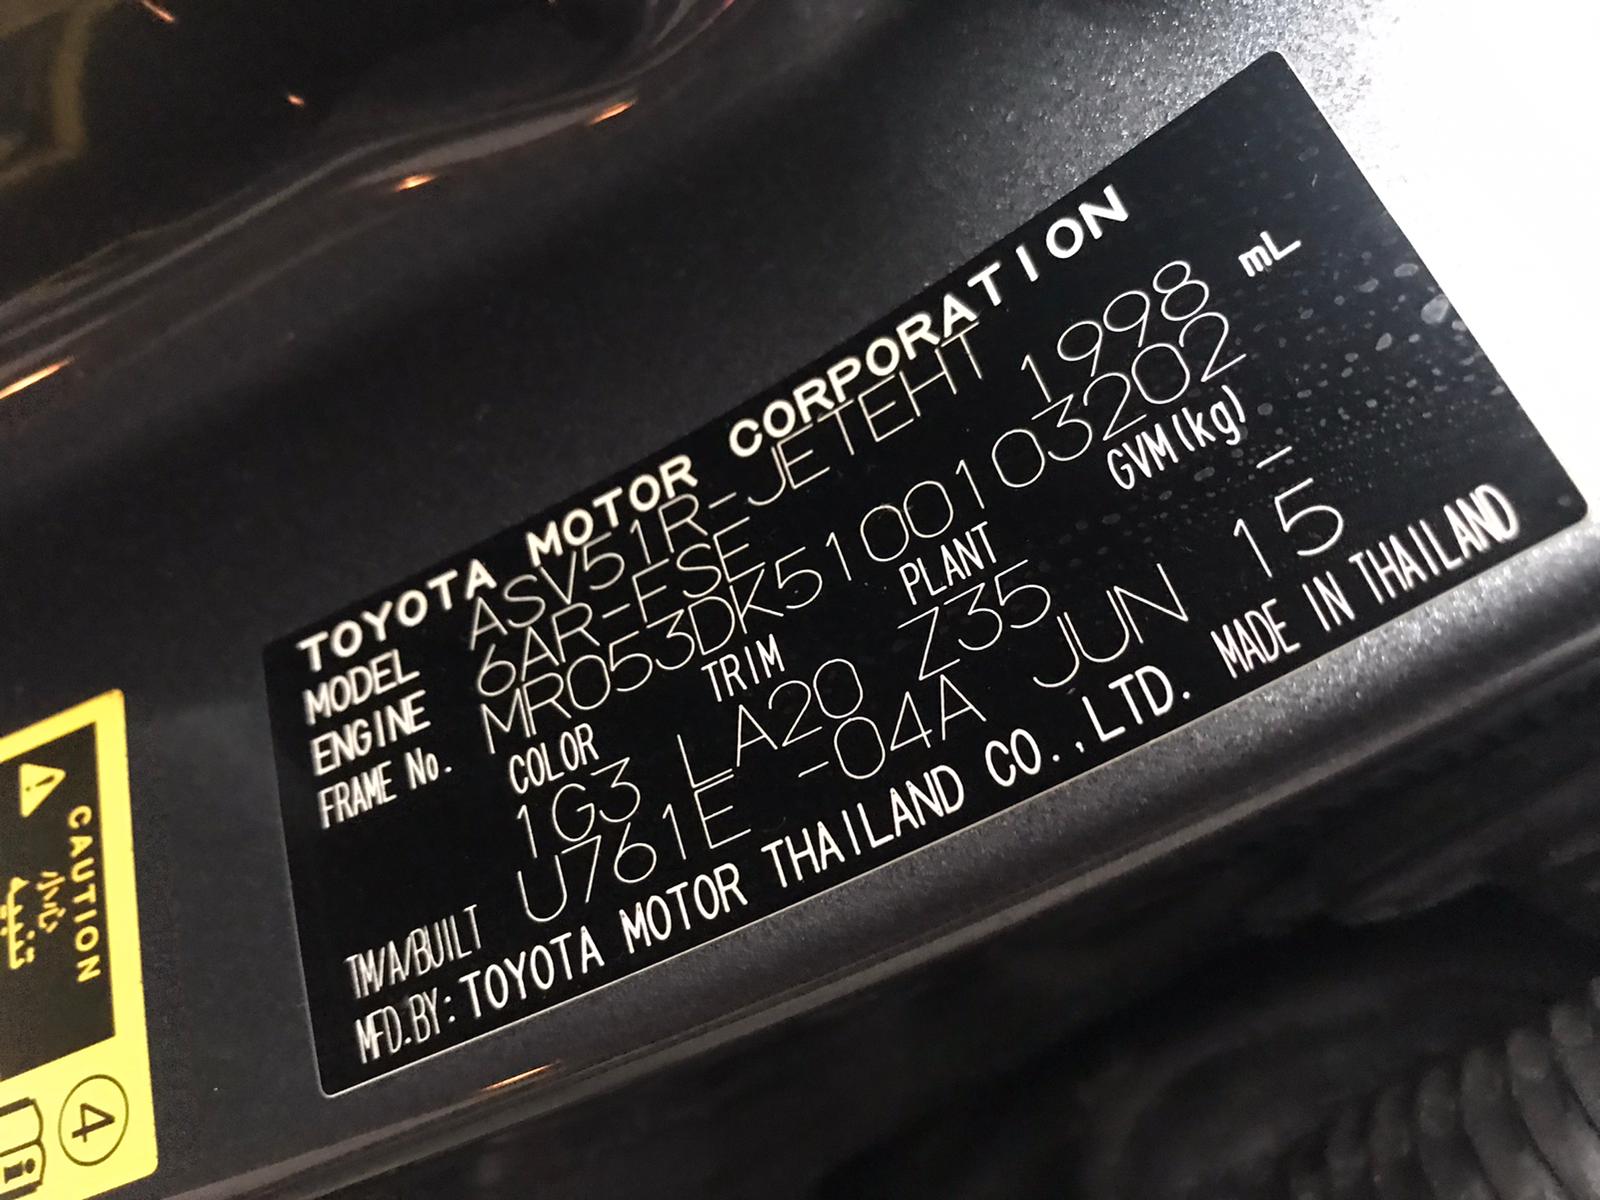 TOYOTA MOTOR CORPORATION
MODEL ASV51R-JETEHT
ENGINE 6AR-FSE 1998 mL
FRAME No. MR053DK5100103202
COLOR TRIM PLANT GVM(kg)
1G3 LA20 Z35 -
TM/A/BUILT U761E -04A JUN 15
MFD.BY: TOYOTA MOTOR THAILAND CO.,LTD. MADE IN THAILAND
CAUTION
4